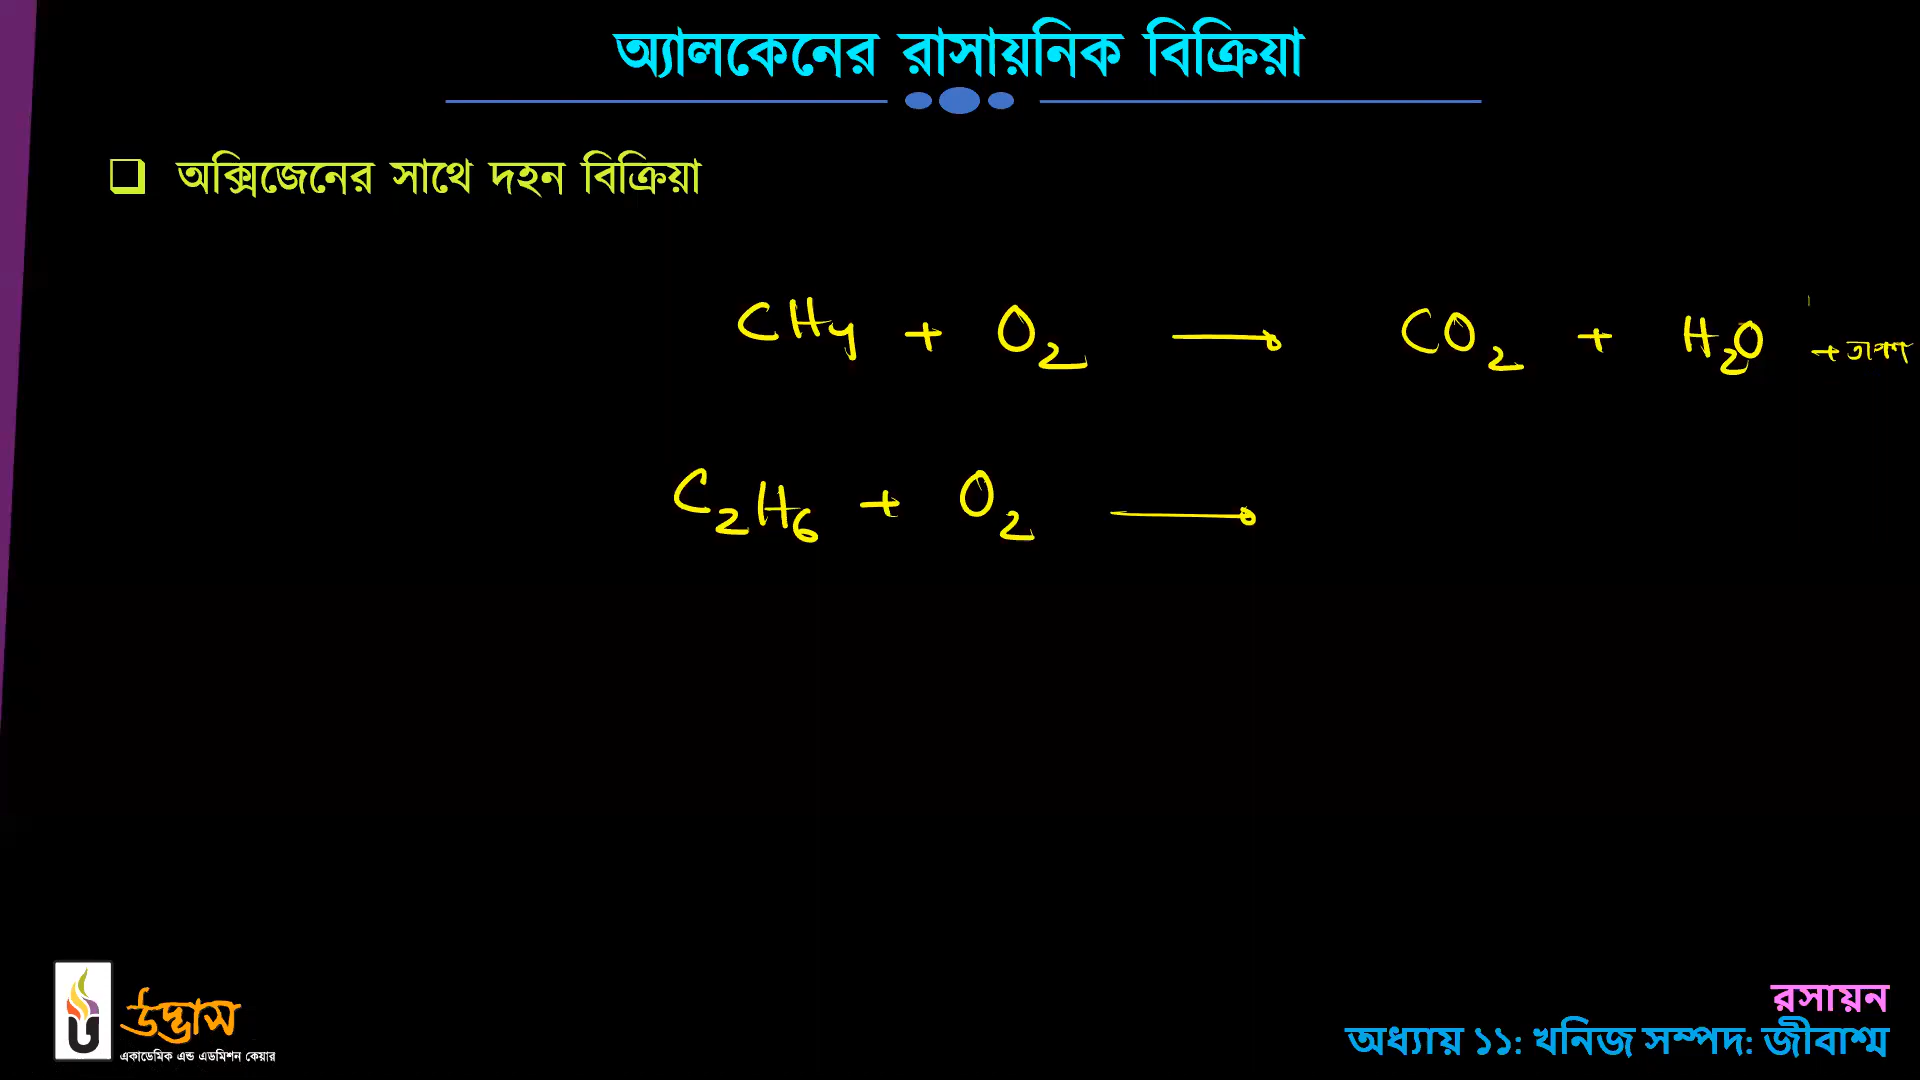 অ্যালকেনের রাসায়নিক বিক্রিয়া
❑ অক্সিজেনের সাথে দহন বিক্রিয়া
CH4 + O2 ⟶ CO2 + H2O +
C2H6 + O2 ⟶
উদ্ভাস
একাডেমিক এন্ড এডমিশন কেয়ার
রসায়ন
অধ্যায় ১১: খনিজ সম্পদ: জীবাশ্ম